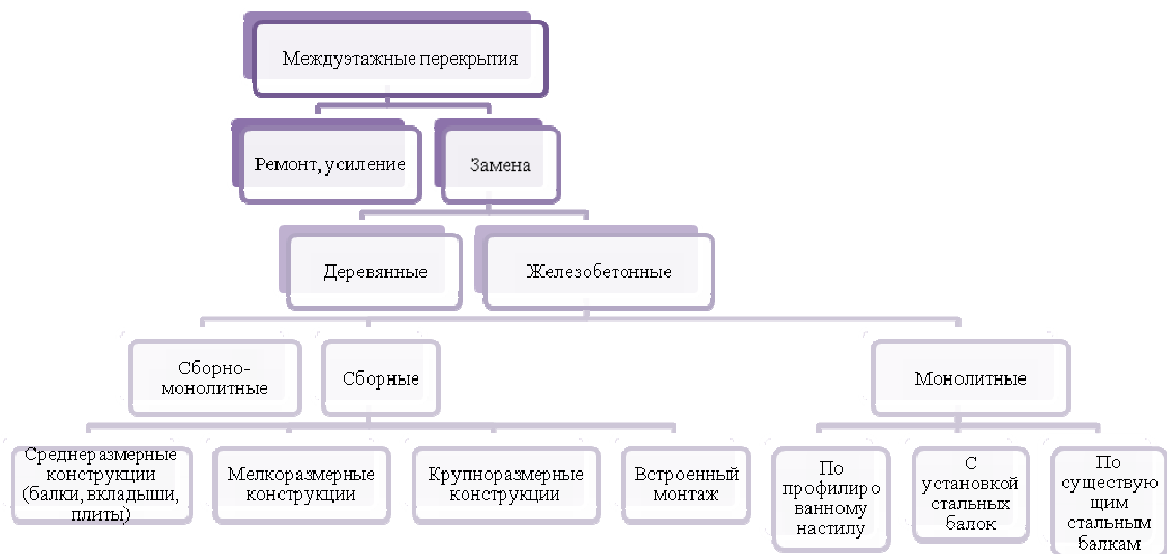 Междуэтажные перекрытия
Ремонт, усиление
Замена
Деревянные
Железобетонные
Сборно-
монолитные
Сборные
Монолитные
Среднеразмерные
конструкции
(балки, вкладыши,
плиты)
Мелкоразмерные
конструкции
Крупноразмерные
конструкции
Встроенный
монтаж
По
профилиро
ванному
настилу
С
установкой
стальных
балок
По
существую
щим
стальным
балкам